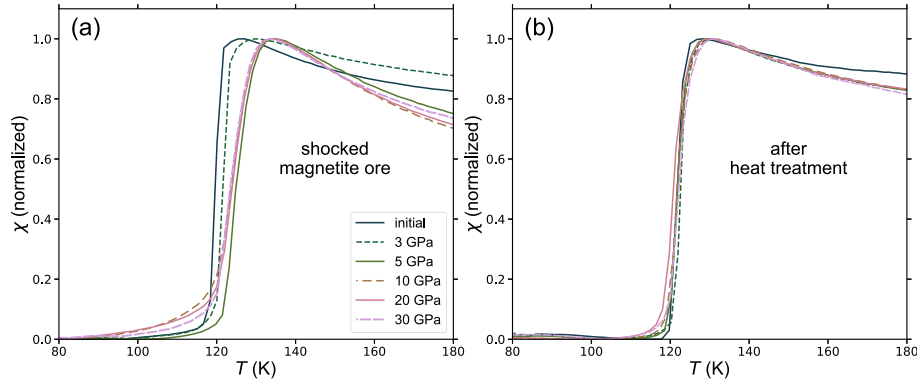 (a)
1.0
0.8
0.6
0.4
0.2
0.0
χ (normalized)
shocked
magnetite ore
initial
3 GPa
5 GPa
10 GPa
20 GPa
30 GPa
80 100 120 140 160 180
T (K)
(b)
1.0
0.8
0.6
0.4
0.2
0.0
χ (normalized)
after
heat treatment
80 100 120 140 160 180
T (K)